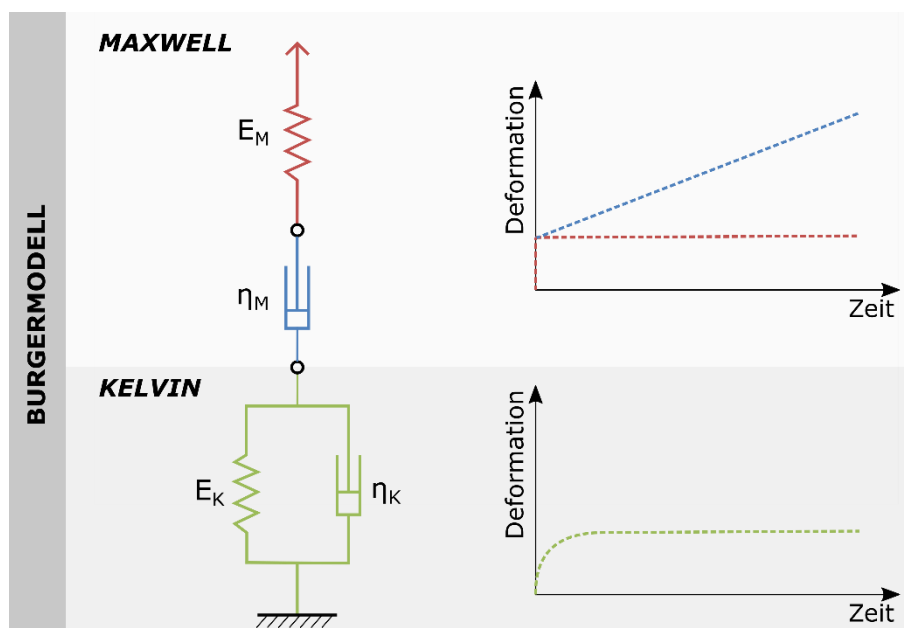 BURGERMODELL
MAXWELL
E_M
η_M
Deformation
Zeit
KELVIN
E_K
η_K
Deformation
Zeit